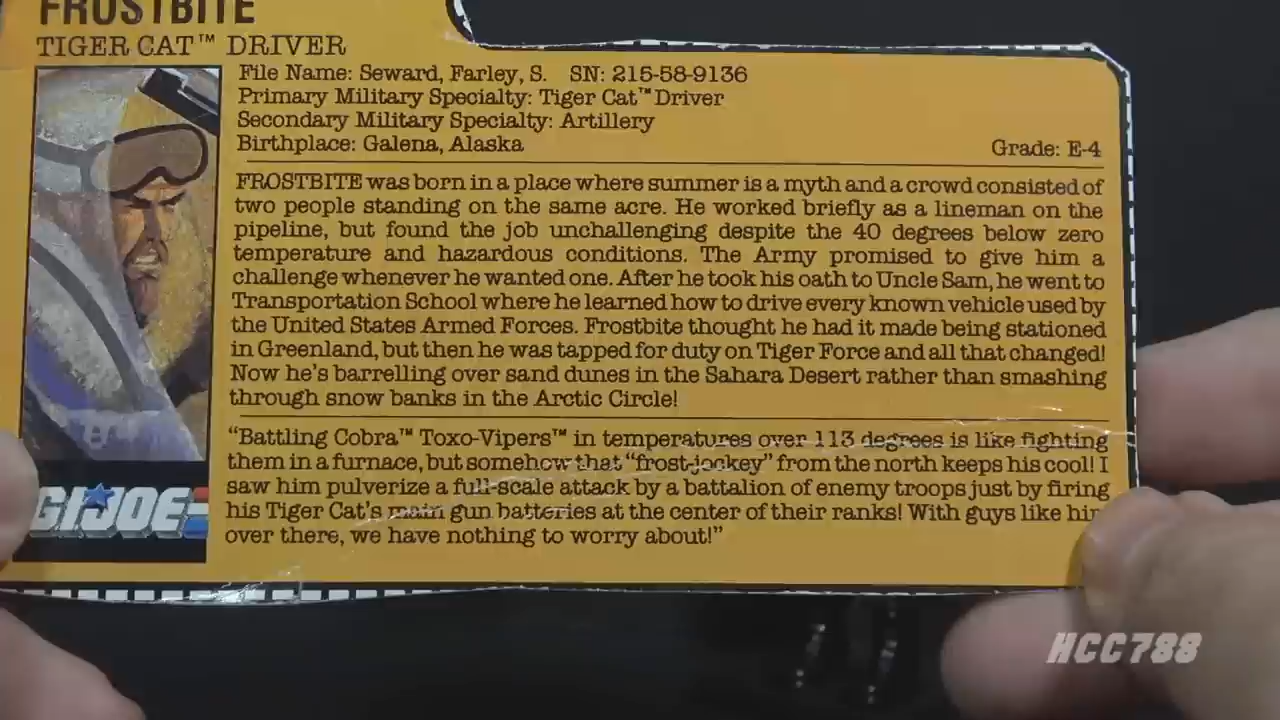 FROSTBITE
TIGER CAT™ DRIVER
File Name: Seward, Farley, S. SN: 215-58-9136
Primary Military Specialty: Tiger Cat™ Driver
Secondary Military Specialty: Artillery
Birthplace: Galena, Alaska Grade: E-4
FROSTBITE was born in a place where summer is a myth and a crowd consisted of
two people standing on the same acre. He worked briefly as a lineman on the
pipeline, but found the job unchallenging despite the 40 degrees below zero
temperature and hazardous conditions. The Army promised to give him a
challenge whenever he wanted one. After he took his oath to Uncle Sam, he went to
Transportation School where he learned how to drive every known vehicle used by
the United States Armed Forces. Frostbite thought he had it made being stationed
in Greenland, but then he was tapped for duty on Tiger Force and all that changed!
Now he's barrelling over sand dunes in the Sahara Desert rather than smashing
through snow banks in the Arctic Circle!
"Battling Cobra™ Toxo-Vipers™ in temperatures over 113 degrees is like fighting
them in a furnace, but somehow that "frost-jockey" from the north keeps his cool! I
saw him pulverize a full-scale attack by a battalion of enemy troops just by firing
his Tiger Cat's main gun batteries at the center of their ranks! With guys like him
over there, we have nothing to worry about!"
GI JOE
HCC788